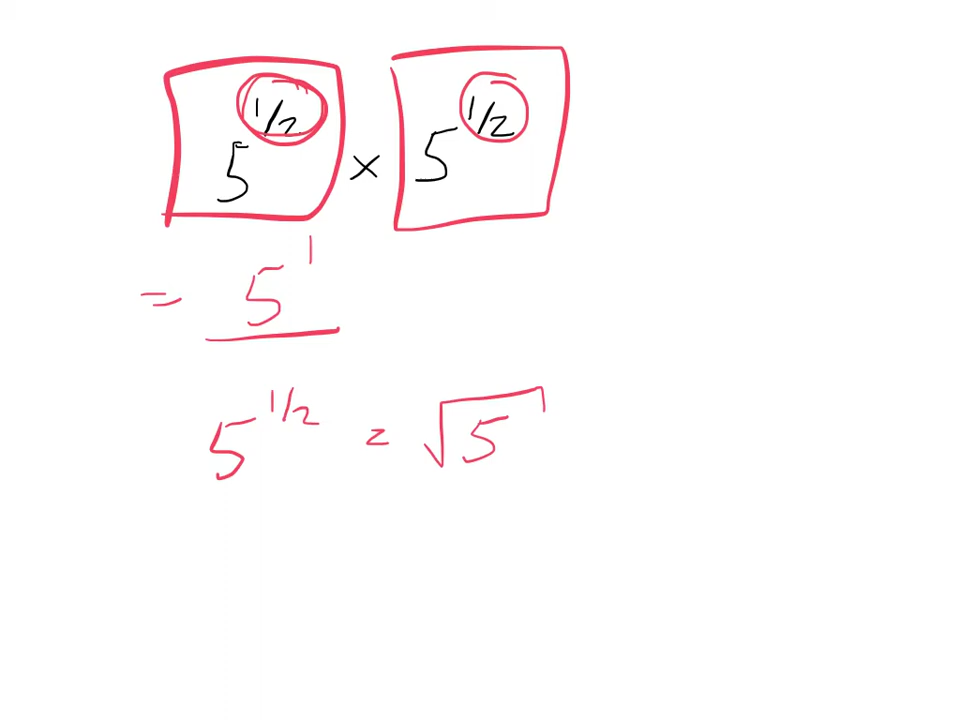 5^{1/2} × 5^{1/2}
= 5^1
5^{1/2} = √5